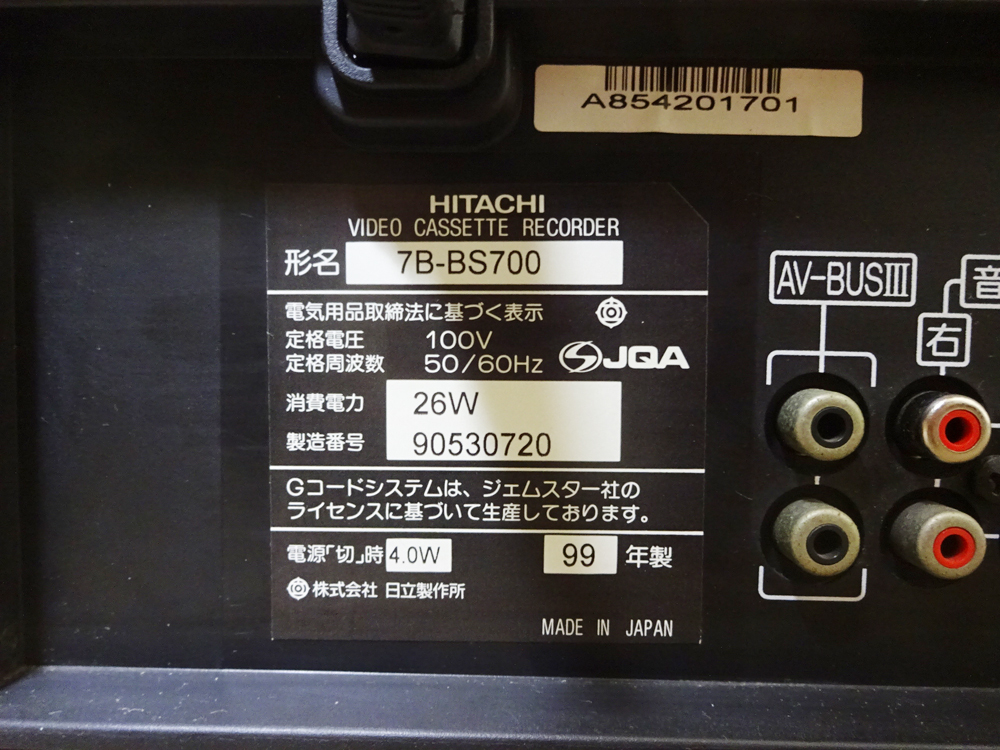 A854201701
HITACHI
VIDEO CASSETTE RECORDER
形名 7B-BS700
電気用品取締法に基づく表示
定格電圧 100V
定格周波数 50/60Hz
JQA
消費電力 26W
製造番号 90530720
Gコードシステムは、ジェムスター社の
ライセンスに基づいて生産しております。
電源「切」時 4.0W 99 年製
株式会社 日立製作所
MADE IN JAPAN
AV-BUSIII
音
右